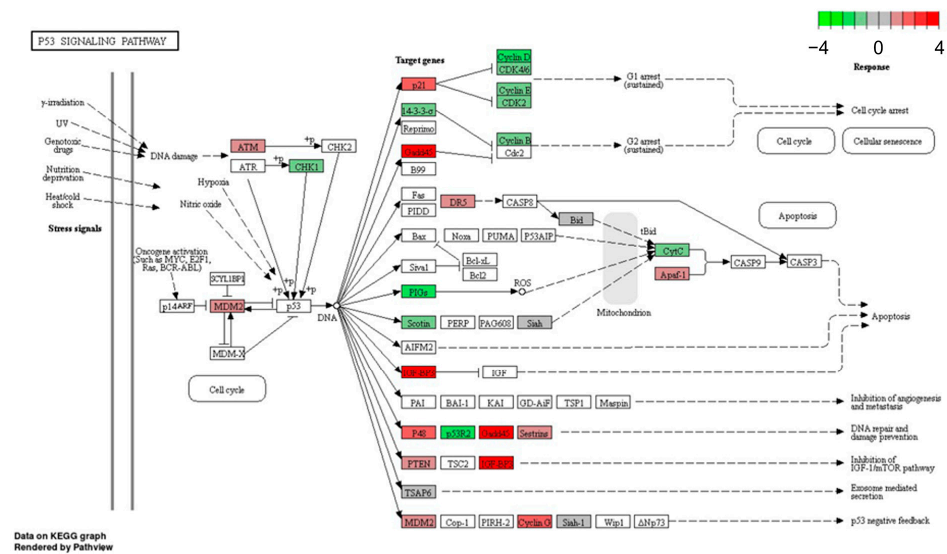 −4 0 4
P53 SIGNALING PATHWAY
Target genes
Response
γ-irradiation
UV
Genotoxic
drugs
Nutrition
deprivation
Heat/cold
shock
Stress signals
DNA damage
ATM
+p
CHK2
ATR
+p
CHK1
Hypoxia
Nitric oxide
Oncogene activation
(Such as MYC, E2F1,
Ras, BCR-ABL)
SCYL1BP1
+p
+p
+p
p14ARF
MDM2
p53
DNA
MDM-X
Cell cycle
p21
Cyclin D
CDK4/6
Cyclin E
CDK2
G1 arrest
(sustained)
14-3-3-σ
Reprimo
Gadd45
B99
Cyclin B
Cdc2
G2 arrest
(sustained)
Cell cycle arrest
Cell cycle
Cellular senescence
Fas
PIDD
DR5
CASP8
Bid
tBid
Apoptosis
Bax
Noxa
PUMA
P53AIP
CytC
Siva1
Bcl-xL
Bcl2
Apaf-1
CASP9
CASP3
PIGs
ROS
Mitochondrion
Scotin
PERP
PAG608
Siah
Apoptosis
AIFM2
IGF-BP3
IGF
PAI
BAI-1
KAI
GD-AiF
TSP1
Maspin
Inhibition of angiogenesis
and metastasis
P48
p53R2
Gadd45
Sestrins
DNA repair and
damage prevention
PTEN
TSC2
IGF-BP3
Inhibition of
IGF-1/mTOR pathway
TSAP6
Exosome mediated
secretion
MDM2
Cop-1
PIRH-2
Cyclin G
Siah-1
Wip1
ΔNp73
p53 negative feedback
Data on KEGG graph
Rendered by Pathview